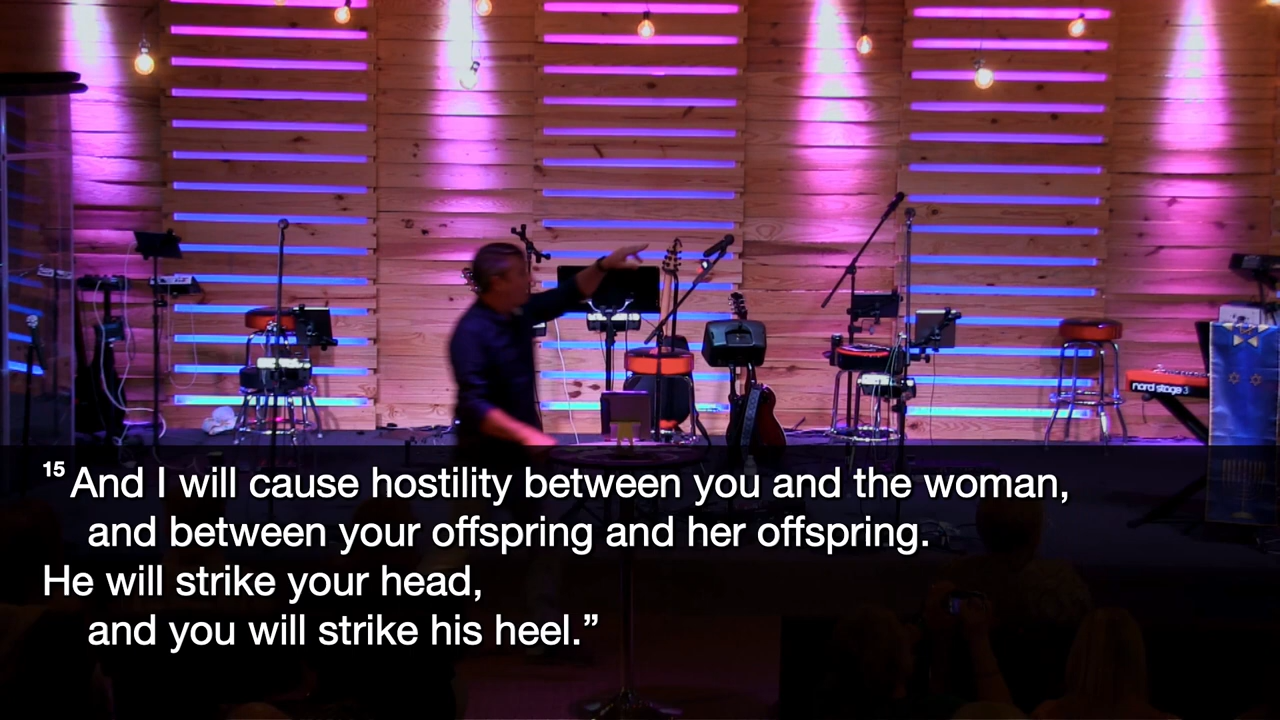 nord stage 3
15 And I will cause hostility between you and the woman,
and between your offspring and her offspring.
He will strike your head,
and you will strike his heel.”